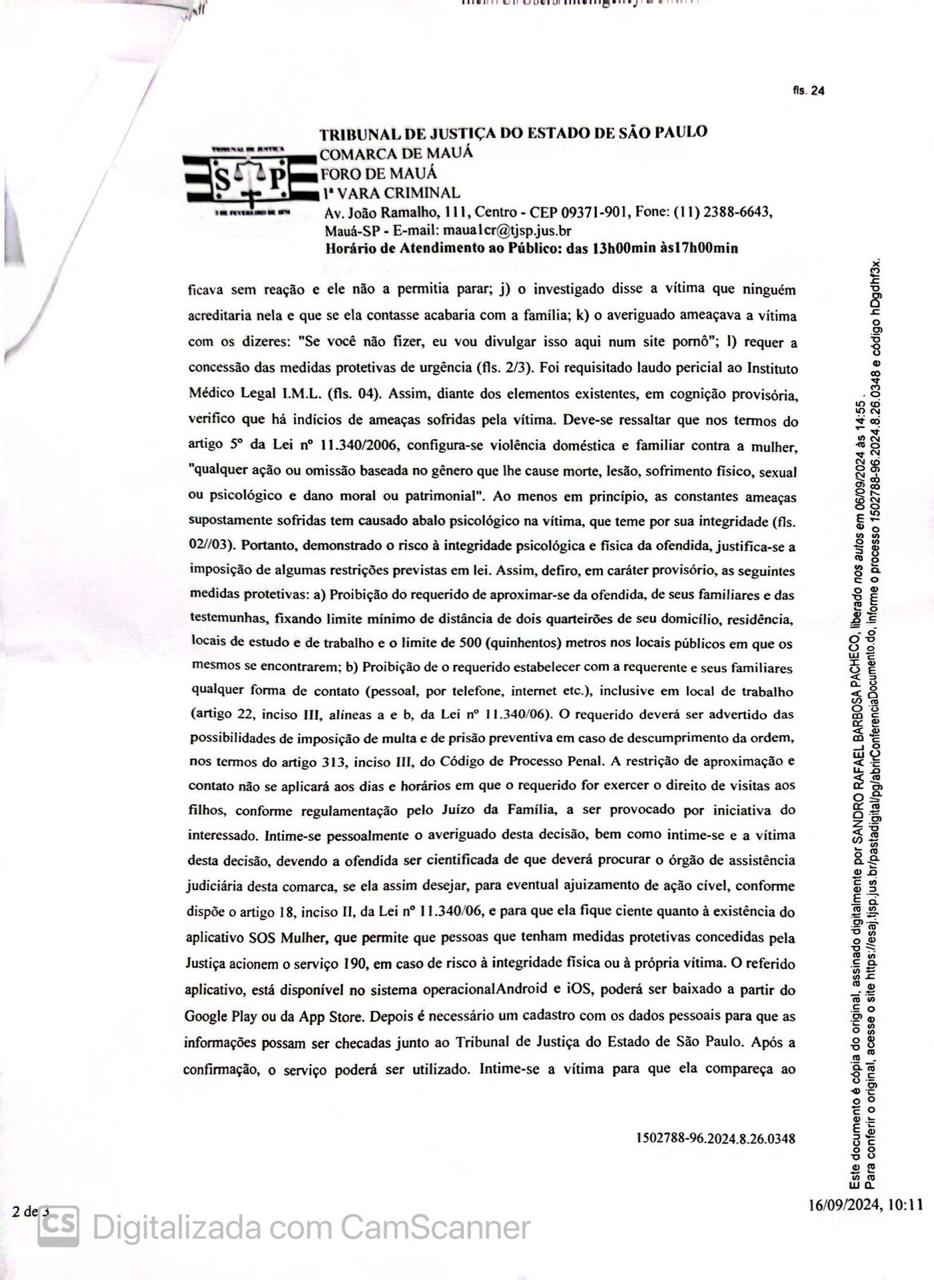 fls. 24
TRIBUNAL DE JUSTIÇA
S P
3 DE FEVEREIRO DE 1874
TRIBUNAL DE JUSTIÇA DO ESTADO DE SÃO PAULO
COMARCA DE MAUÁ
FORO DE MAUÁ
1ª VARA CRIMINAL
Av. João Ramalho, 111, Centro - CEP 09371-901, Fone: (11) 2388-6643,
Mauá-SP - E-mail: maua1cr@tjsp.jus.br
Horário de Atendimento ao Público: das 13h00min às17h00min
ficava sem reação e ele não a permitia parar; j) o investigado disse a vítima que ninguém
acreditaria nela e que se ela contasse acabaria com a família; k) o averiguado ameaçava a vítima
com os dizeres: "Se você não fizer, eu vou divulgar isso aqui num site pornô"; l) requer a
concessão das medidas protetivas de urgência (fls. 2/3). Foi requisitado laudo pericial ao Instituto
Médico Legal I.M.L. (fls. 04). Assim, diante dos elementos existentes, em cognição provisória,
verifico que há indícios de ameaças sofridas pela vítima. Deve-se ressaltar que nos termos do
artigo 5º da Lei nº 11.340/2006, configura-se violência doméstica e familiar contra a mulher,
"qualquer ação ou omissão baseada no gênero que lhe cause morte, lesão, sofrimento físico, sexual
ou psicológico e dano moral ou patrimonial". Ao menos em princípio, as constantes ameaças
supostamente sofridas tem causado abalo psicológico na vítima, que teme por sua integridade (fls.
02//03). Portanto, demonstrado o risco à integridade psicológica e física da ofendida, justifica-se a
imposição de algumas restrições previstas em lei. Assim, defiro, em caráter provisório, as seguintes
medidas protetivas: a) Proibição do requerido de aproximar-se da ofendida, de seus familiares e das
testemunhas, fixando limite mínimo de distância de dois quarteirões de seu domicílio, residência,
locais de estudo e de trabalho e o limite de 500 (quinhentos) metros nos locais públicos em que os
mesmos se encontrarem; b) Proibição de o requerido estabelecer com a requerente e seus familiares
qualquer forma de contato (pessoal, por telefone, internet etc.), inclusive em local de trabalho
(artigo 22, inciso III, alíneas a e b, da Lei nº 11.340/06). O requerido deverá ser advertido das
possibilidades de imposição de multa e de prisão preventiva em caso de descumprimento da ordem,
nos termos do artigo 313, inciso III, do Código de Processo Penal. A restrição de aproximação e
contato não se aplicará aos dias e horários em que o requerido for exercer o direito de visitas aos
filhos, conforme regulamentação pelo Juízo da Família, a ser provocado por iniciativa do
interessado. Intime-se pessoalmente o averiguado desta decisão, bem como intime-se e a vítima
desta decisão, devendo a ofendida ser cientificada de que deverá procurar o órgão de assistência
judiciária desta comarca, se ela assim desejar, para eventual ajuizamento de ação cível, conforme
dispõe o artigo 18, inciso II, da Lei nº 11.340/06, e para que ela fique ciente quanto à existência do
aplicativo SOS Mulher, que permite que pessoas que tenham medidas protetivas concedidas pela
Justiça acionem o serviço 190, em caso de risco à integridade física ou à própria vítima. O referido
aplicativo, está disponível no sistema operacionalAndroid e iOS, poderá ser baixado a partir do
Google Play ou da App Store. Depois é necessário um cadastro com os dados pessoais para que as
informações possam ser checadas junto ao Tribunal de Justiça do Estado de São Paulo. Após a
confirmação, o serviço poderá ser utilizado. Intime-se a vítima para que ela compareça ao
1502788-96.2024.8.26.0348
Este documento é cópia do original, assinado digitalmente por SANDRO RAFAEL BARBOSA PACHECO, liberado nos autos em 06/09/2024 às 14:55 .
Para conferir o original, acesse o site https://esaj.tjsp.jus.br/pastadigital/pg/abrirConferenciaDocumento.do, informe o processo 1502788-96.2024.8.26.0348 e código hDgdhf3x.
2 de 3
16/09/2024, 10:11
CS Digitalizada com CamScanner